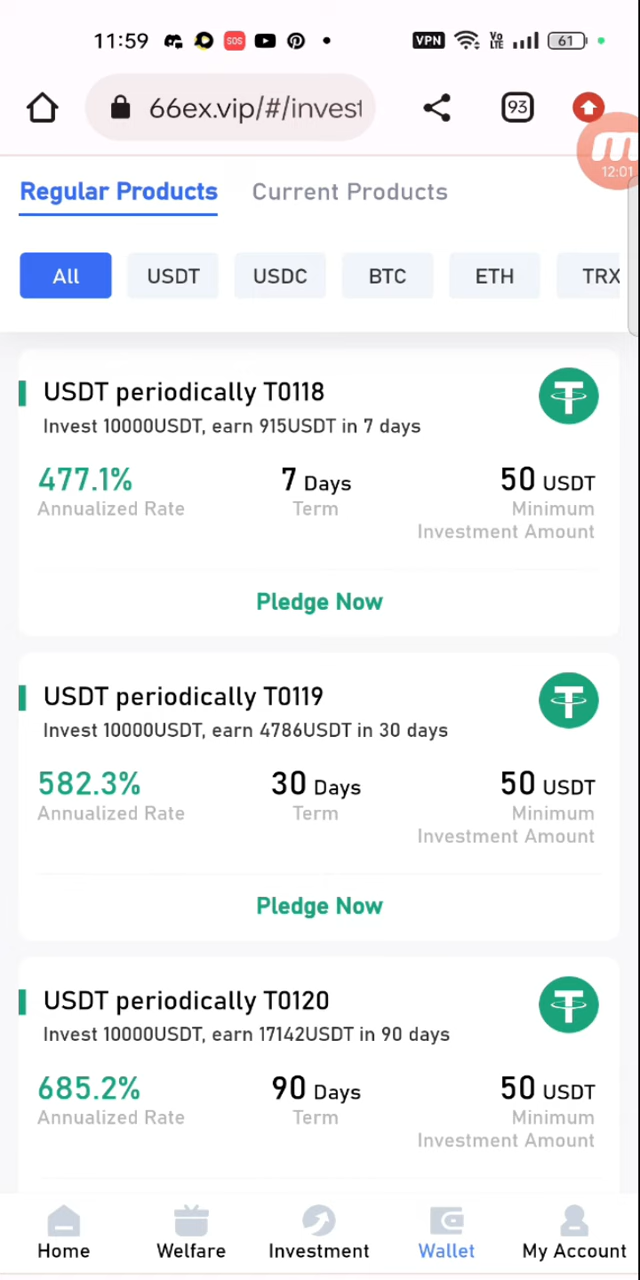 11:59 SOS VPN Vo LTE 61
66ex.vip/#/invest 93
12:01
Regular Products Current Products
All USDT USDC BTC ETH TRX
USDT periodically T0118
Invest 10000USDT, earn 915USDT in 7 days
477.1% 7 Days 50 USDT
Annualized Rate Term Minimum
Investment Amount
Pledge Now
USDT periodically T0119
Invest 10000USDT, earn 4786USDT in 30 days
582.3% 30 Days 50 USDT
Annualized Rate Term Minimum
Investment Amount
Pledge Now
USDT periodically T0120
Invest 10000USDT, earn 17142USDT in 90 days
685.2% 90 Days 50 USDT
Annualized Rate Term Minimum
Investment Amount
Home Welfare Investment Wallet My Account